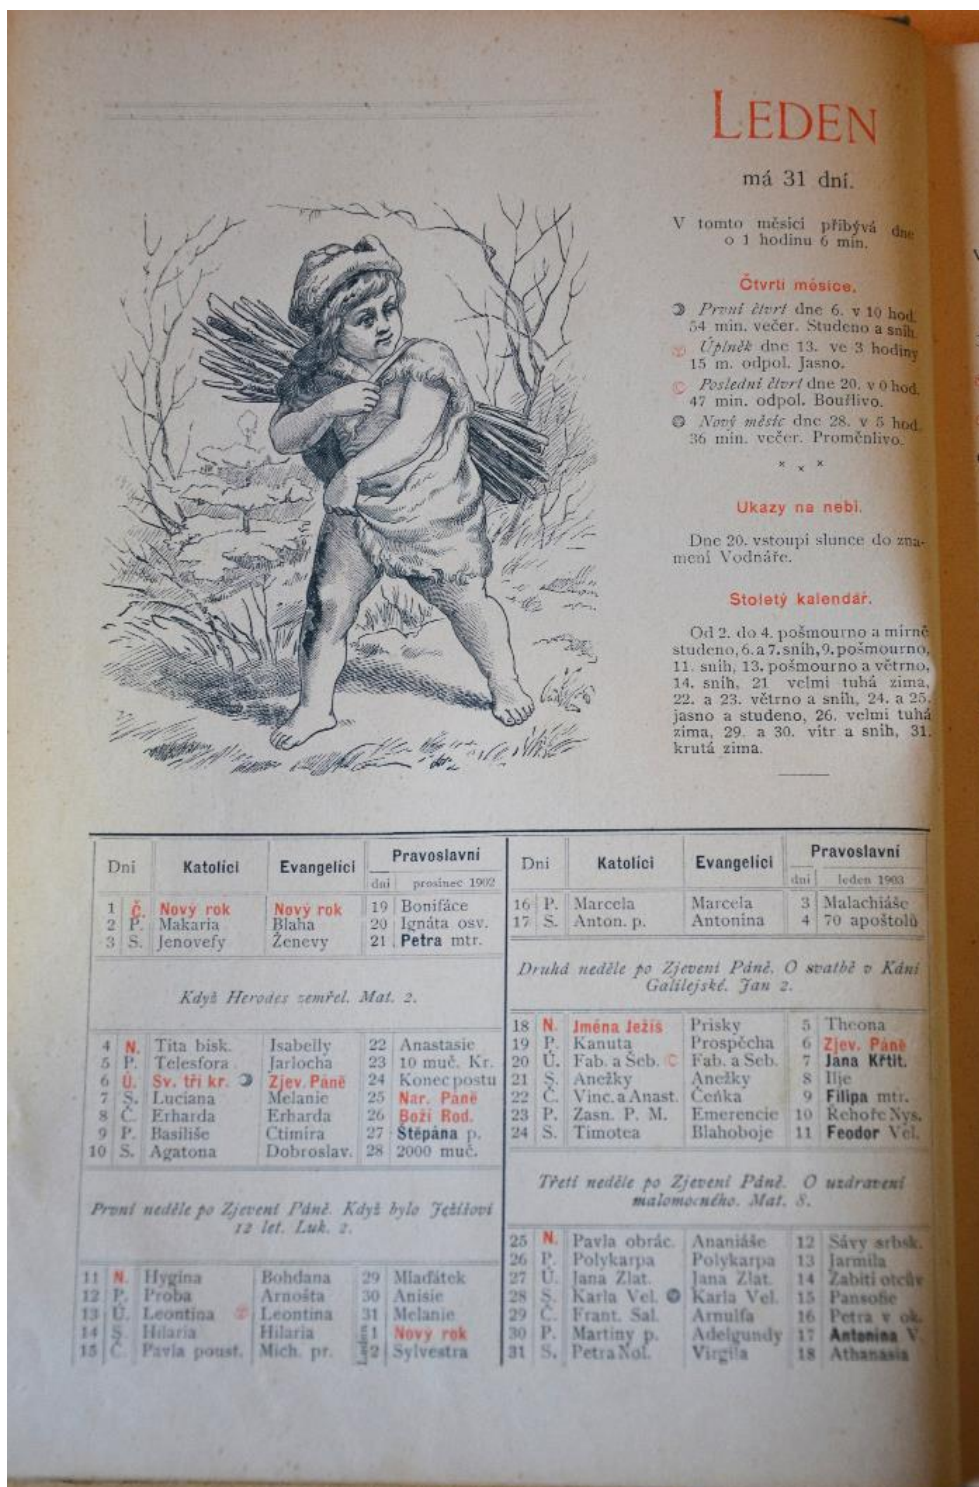 LEDEN
má 31 dní.
V tomto měsíci přibývá dne
o 1 hodinu 6 min.
Čtvrti měsíce.
První čtvrť dne 6. v 10 hod.
54 min. večer. Studeno a sníh.
Úplněk dne 13. ve 3 hodiny
15 m. odpol. Jasno.
Poslední čtvrť dne 20. v 0 hod.
47 min. odpol. Bouřlivo.
Nový měsíc dne 28. v 5 hod.
36 min. večer. Proměnlivo.
Úkazy na nebi.
Dne 20. vstoupí slunce do zna-
mení Vodnáře.
Stoletý kalendář.
Od 2. do 4. pošmourno a mírně
studeno, 6. a 7. sníh, 9. pošmourno,
11. sníh, 13. pošmourno a větrno,
14. sníh, 21 velmi tuhá zima,
22. a 23. větrno a sníh, 24. a 25.
jasno a studeno, 26. velmi tuhá
zima, 29. a 30. vítr a sníh, 31.
krutá zima.
Dni Katolíci Evangelíci Pravoslavní
dni prosinec 1902
1 Č. Nový rok Nový rok 19 Bonifáce
2 P. Makaria Blaha 20 Ignáta osv.
3 S. Jenovefy Ženevy 21 Petra mtr.
Když Herodes zemřel. Mat. 2.
4 N. Tita bisk. Isabelly 22 Anastasie
5 P. Telesfora Jarlocha 23 10 muč. Kr.
6 Ú. Sv. tří kr. Zjev. Páně 24 Konec postu
7 S. Luciana Melanie 25 Nar. Páně
8 Č. Erharda Erharda 26 Boží Rod.
9 P. Basiliše Ctimíra 27 Štěpána p.
10 S. Agatona Dobroslav. 28 2000 muč.
První neděle po Zjevení Páně. Když bylo Ježíšovi
12 let. Luk. 2.
11 N. Hygina Bohdana 29 Mlaďátek
12 P. Proba Arnošta 30 Anisie
13 Ú. Leontina Leontina 31 Melanie
14 S. Hilaria Hilaria 1 Nový rok
15 Č. Pavla poust. Mich. pr. 2 Sylvestra
Leden
Dni Katolíci Evangelíci Pravoslavní
dni leden 1903
16 P. Marcela Marcela 3 Malachiáše
17 S. Anton. p. Antonína 4 70 apoštolů
Druhá neděle po Zjevení Páně. O svatbě v Káni
Galilejské. Jan 2.
18 N. Jména Ježíš Prisky 5 Theona
19 P. Kanuta Prospěcha 6 Zjev. Páně
20 Ú. Fab. a Šeb. Fab. a Šeb. 7 Jana Křtit.
21 S. Anežky Anežky 8 Ilje
22 Č. Vinc. a Anast. Čeňka 9 Filipa mtr.
23 P. Zasn. P. M. Emerencie 10 Řehoře Nys.
24 S. Timotea Blahoboje 11 Feodor Vel.
Třetí neděle po Zjevení Páně. O uzdravení
malomocného. Mat. 8.
25 N. Pavla obrác. Ananiáše 12 Sávy srbsk.
26 P. Polykarpa Polykarpa 13 Jarmila
27 Ú. Jana Zlat. Jana Zlat. 14 Zabití otcův
28 S. Karla Vel. Karla Vel. 15 Pansofie
29 Č. Frant. Sal. Arnulfa 16 Petra v ok.
30 P. Martiny p. Adelgundy 17 Antonína V.
31 S. Petra Nol. Virgila 18 Athanasia